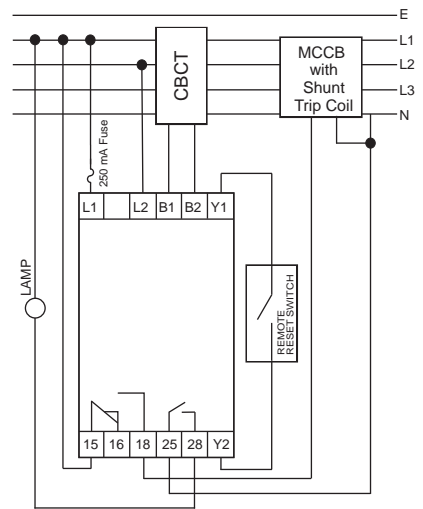 E
L1
L2
L3
N
CBCT
MCCB
with
Shunt
Trip Coil
250 mA Fuse
L1 L2 B1 B2 Y1
LAMP
REMOTE
RESET SWITCH
15 16 18 25 28 Y2